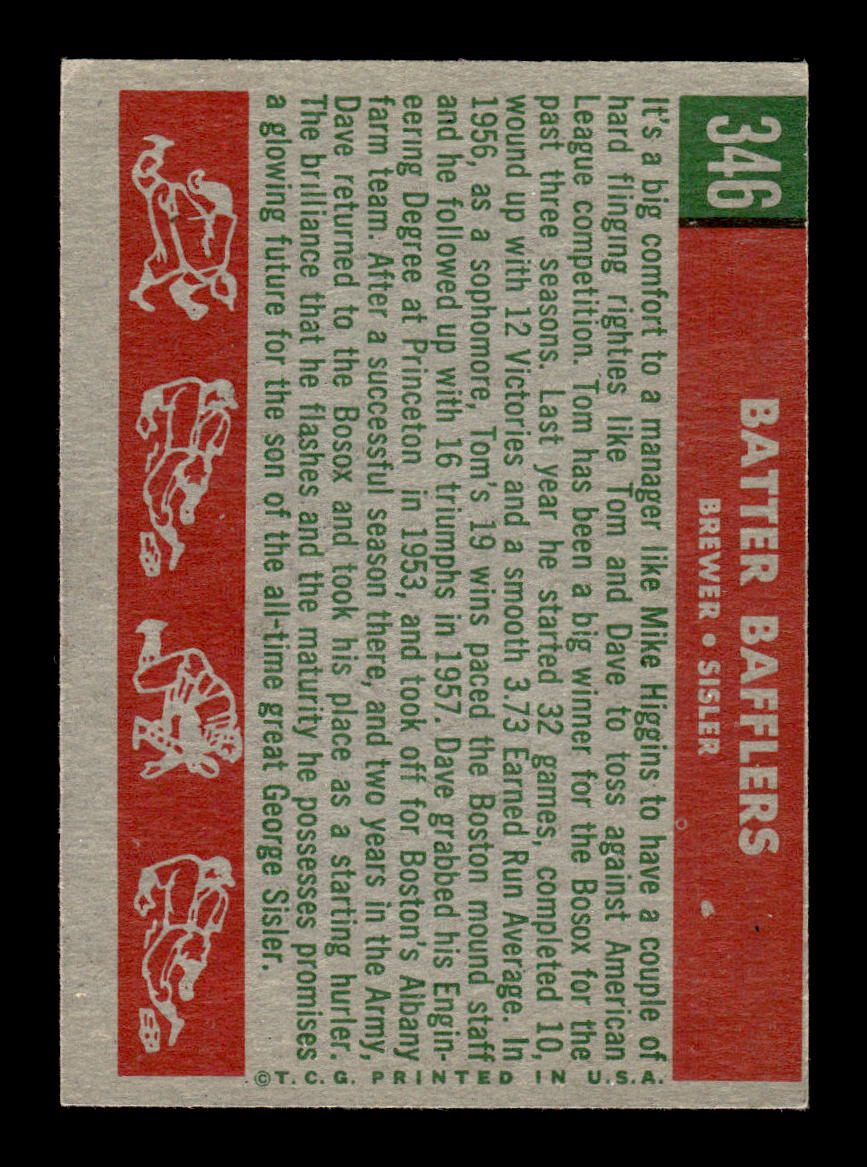 346
BATTER BAFFLERS
BREWER • SISLER
It's a big comfort to a manager like Mike Higgins to have a couple of
hard flinging righties like Tom and Dave to toss against American
League competition. Tom has been a big winner for the Bosox for the
past three seasons. Last year he started 32 games, completed 10,
wound up with 12 Victories and a smooth 3.73 Earned Run Average. In
1956, as a sophomore, Tom's 19 wins paced the Boston mound staff
and he followed up with 16 triumphs in 1957. Dave grabbed his Engin-
eering Degree at Princeton in 1953, and took off for Boston's Albany
farm team. After a successful season there, and two years in the Army,
Dave returned to the Bosox and took his place as a starting hurler.
The brilliance that he flashes and the maturity he possesses promises
a glowing future for the son of the all-time great George Sisler.
©T. C. G. PRINTED IN U.S.A.